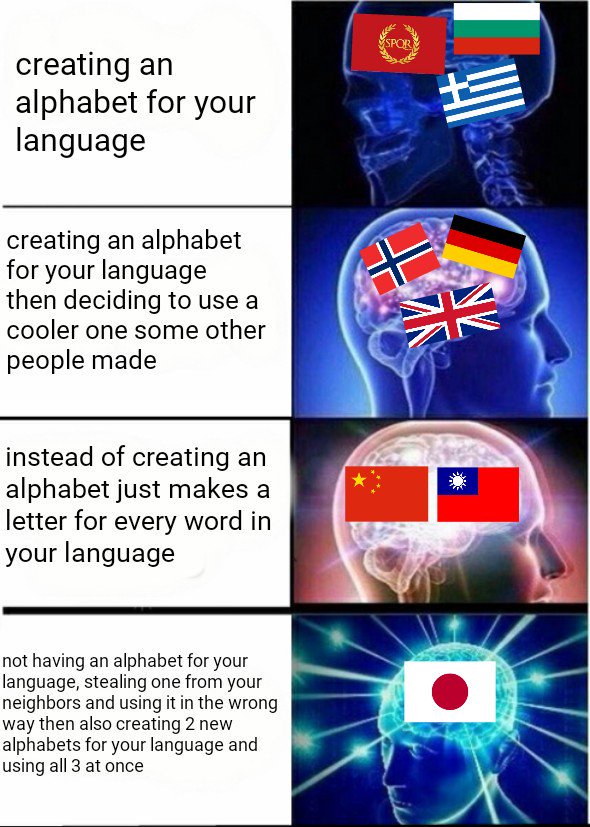 creating an
alphabet for your
language
SPQR
creating an alphabet
for your language
then deciding to use a
cooler one some other
people made
instead of creating an
alphabet just makes a
letter for every word in
your language
not having an alphabet for your
language, stealing one from your
neighbors and using it in the wrong
way then also creating 2 new
alphabets for your language and
using all 3 at once